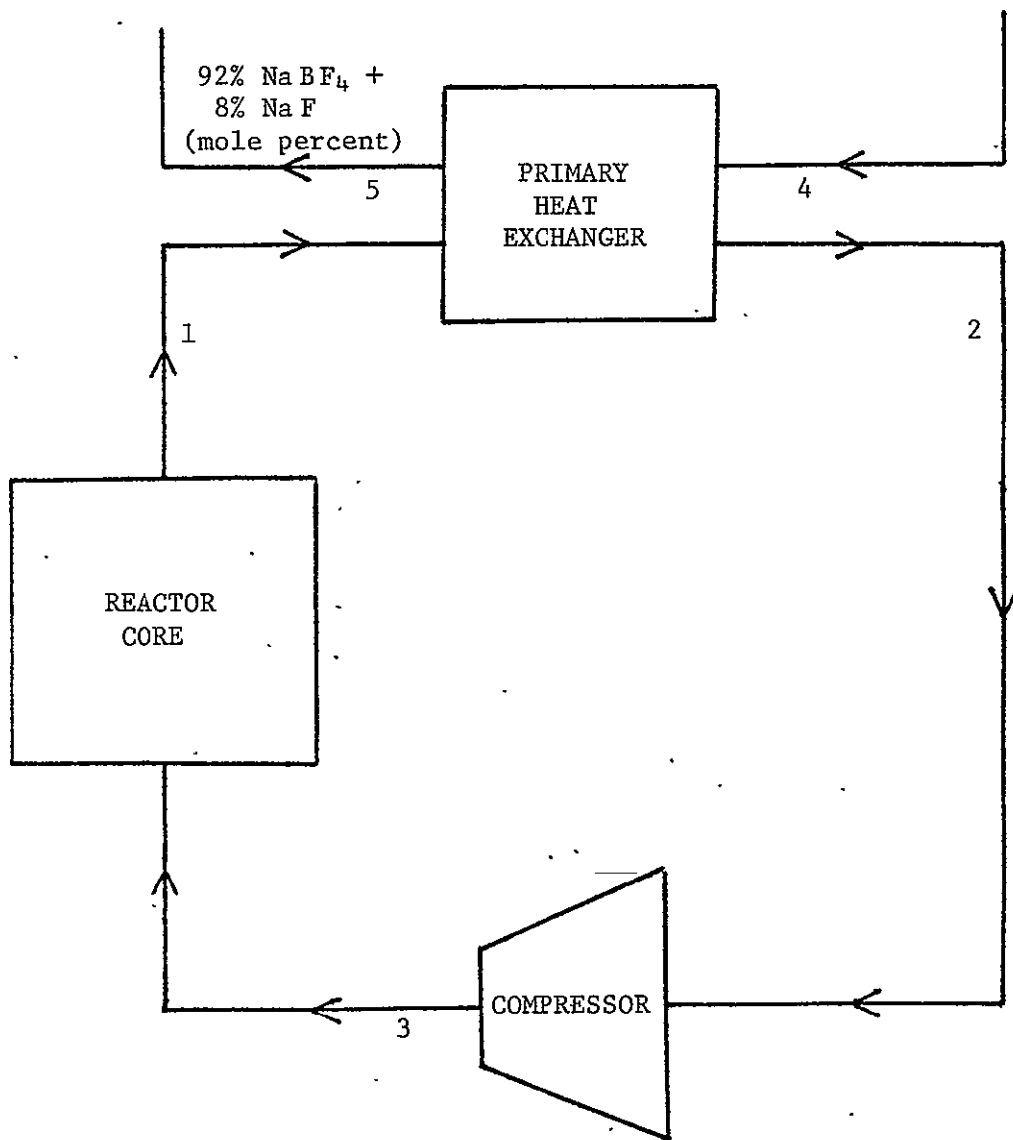 92% NaBF₄ +
8% NaF
(mole percent)
5
PRIMARY
HEAT
EXCHANGER
4
1
2
REACTOR
CORE
COMPRESSOR
3